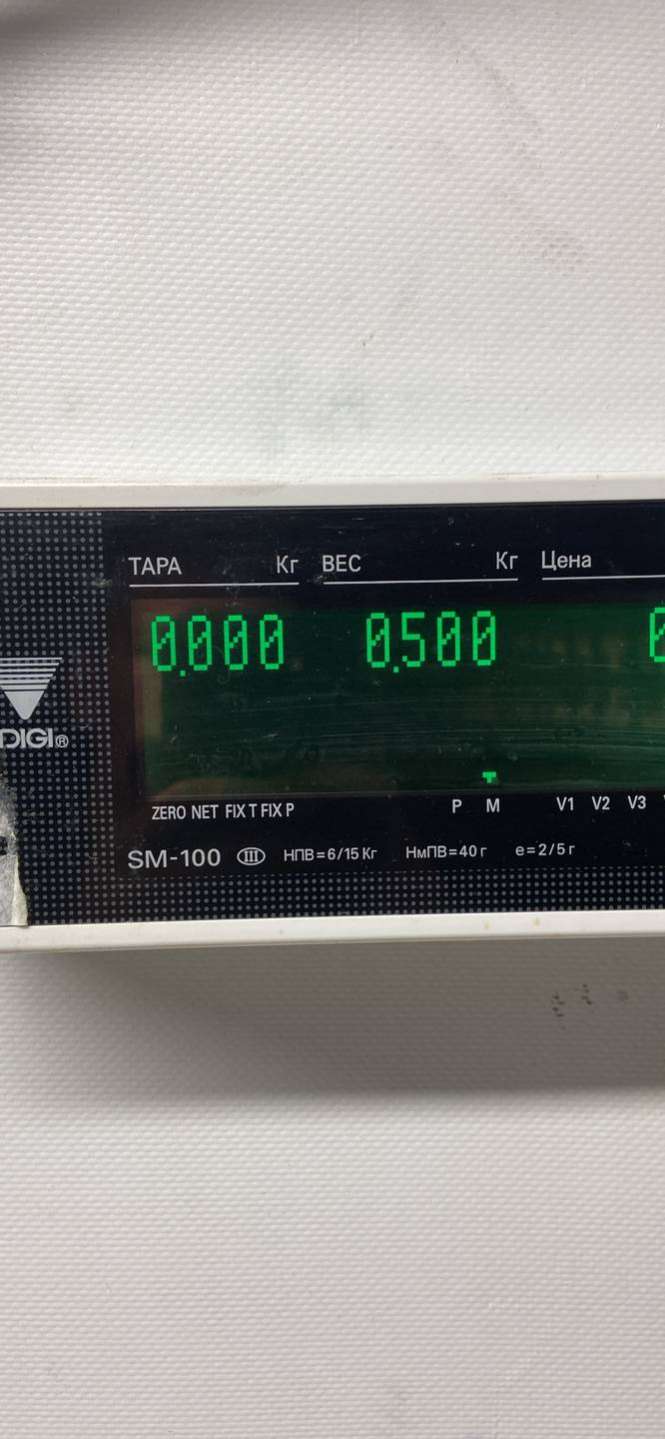 ТАРА Кг ВЕС Кг Цена
0.000 0.500 0
DIGI®
ZERO NET FIX T FIX P P M V1 V2 V3
SM-100 III НПВ=6/15 Кг НмПВ=40 г e=2/5 г